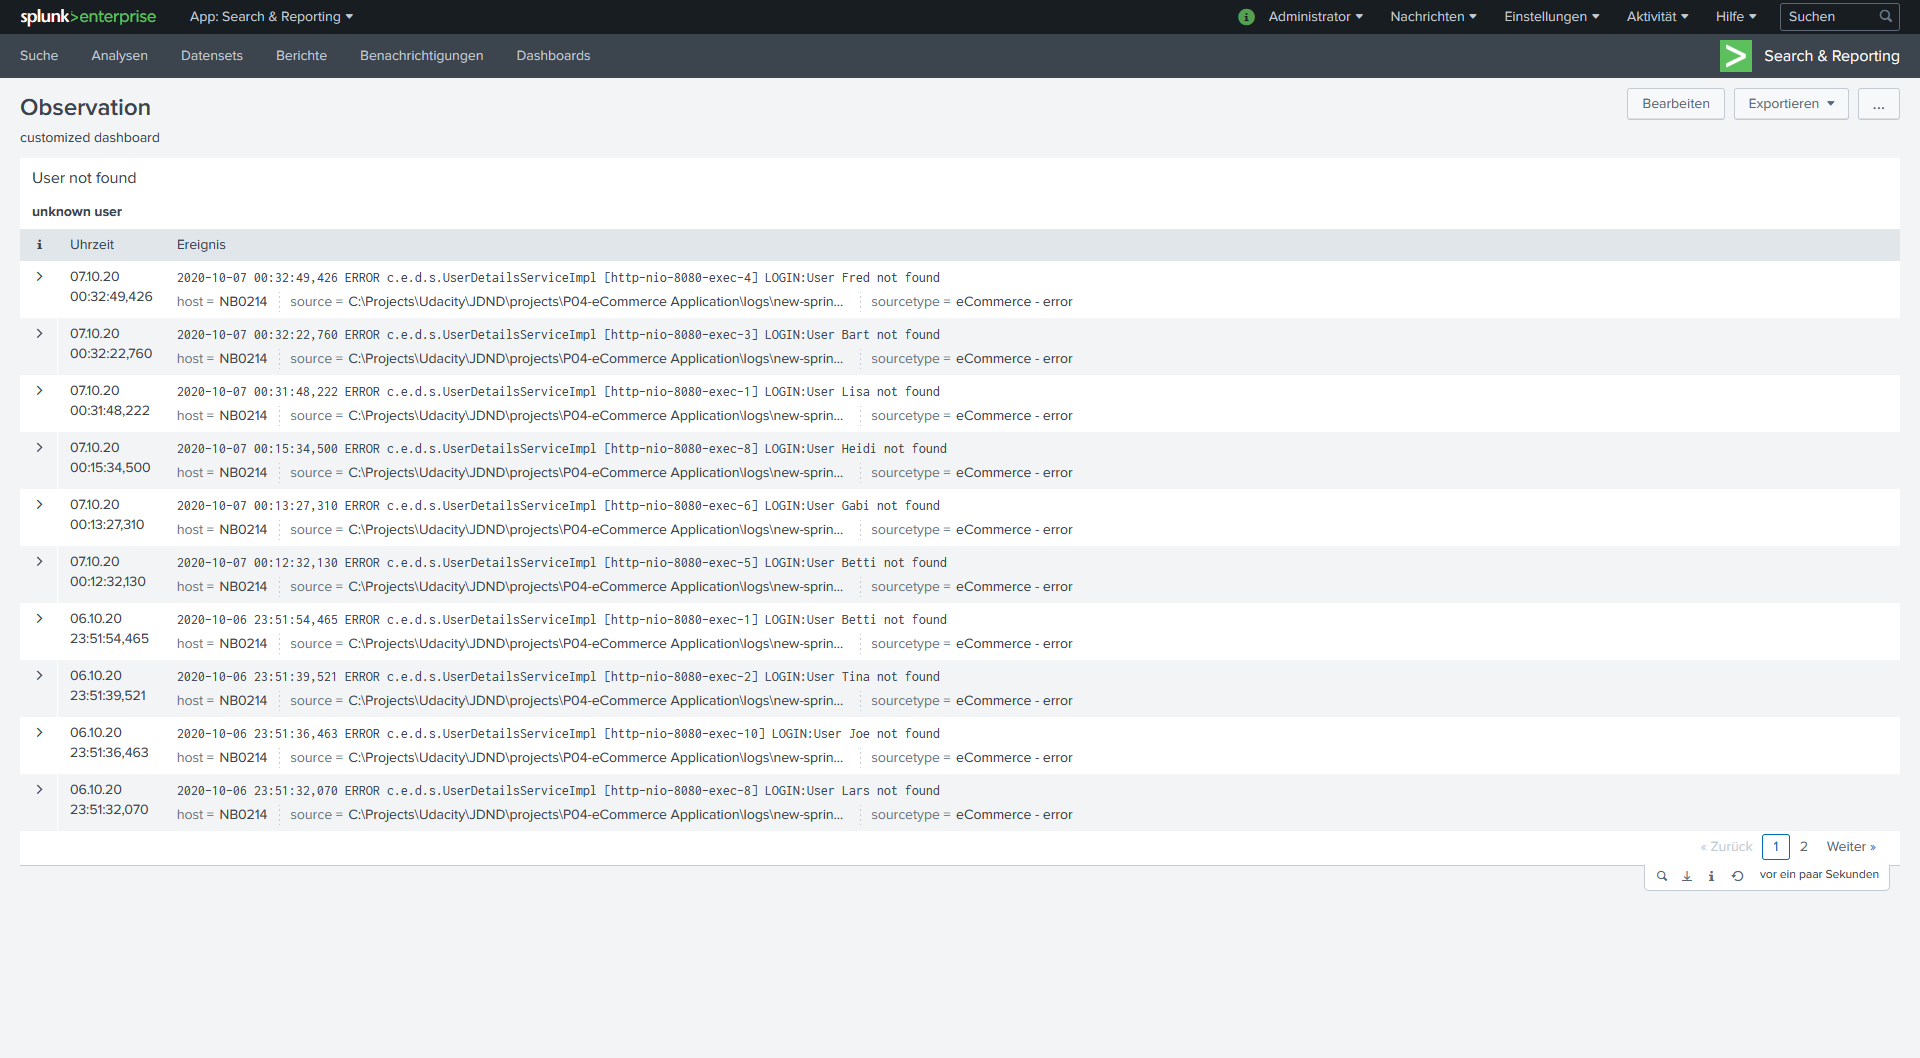 splunk>enterprise App: Search & Reporting Administrator Nachrichten Einstellungen Aktivität Hilfe Suchen
Suche Analysen Datensets Berichte Benachrichtigungen Dashboards Search & Reporting
Observation Bearbeiten Exportieren ...
customized dashboard
User not found
unknown user
i Uhrzeit Ereignis
07.10.20 2020-10-07 00:32:49,426 ERROR c.e.d.s.UserDetailsServiceImpl [http-nio-8080-exec-4] LOGIN:User Fred not found
00:32:49,426 host = NB0214 source = C:\Projects\Udacity\JDND\projects\P04-eCommerce Application\logs\new-sprin... sourcetype = eCommerce - error
07.10.20 2020-10-07 00:32:22,760 ERROR c.e.d.s.UserDetailsServiceImpl [http-nio-8080-exec-3] LOGIN:User Bart not found
00:32:22,760 host = NB0214 source = C:\Projects\Udacity\JDND\projects\P04-eCommerce Application\logs\new-sprin... sourcetype = eCommerce - error
07.10.20 2020-10-07 00:31:48,222 ERROR c.e.d.s.UserDetailsServiceImpl [http-nio-8080-exec-1] LOGIN:User Lisa not found
00:31:48,222 host = NB0214 source = C:\Projects\Udacity\JDND\projects\P04-eCommerce Application\logs\new-sprin... sourcetype = eCommerce - error
07.10.20 2020-10-07 00:15:34,500 ERROR c.e.d.s.UserDetailsServiceImpl [http-nio-8080-exec-8] LOGIN:User Heidi not found
00:15:34,500 host = NB0214 source = C:\Projects\Udacity\JDND\projects\P04-eCommerce Application\logs\new-sprin... sourcetype = eCommerce - error
07.10.20 2020-10-07 00:13:27,310 ERROR c.e.d.s.UserDetailsServiceImpl [http-nio-8080-exec-6] LOGIN:User Gabi not found
00:13:27,310 host = NB0214 source = C:\Projects\Udacity\JDND\projects\P04-eCommerce Application\logs\new-sprin... sourcetype = eCommerce - error
07.10.20 2020-10-07 00:12:32,130 ERROR c.e.d.s.UserDetailsServiceImpl [http-nio-8080-exec-5] LOGIN:User Betti not found
00:12:32,130 host = NB0214 source = C:\Projects\Udacity\JDND\projects\P04-eCommerce Application\logs\new-sprin... sourcetype = eCommerce - error
06.10.20 2020-10-06 23:51:54,465 ERROR c.e.d.s.UserDetailsServiceImpl [http-nio-8080-exec-1] LOGIN:User Betti not found
23:51:54,465 host = NB0214 source = C:\Projects\Udacity\JDND\projects\P04-eCommerce Application\logs\new-sprin... sourcetype = eCommerce - error
06.10.20 2020-10-06 23:51:39,521 ERROR c.e.d.s.UserDetailsServiceImpl [http-nio-8080-exec-2] LOGIN:User Tina not found
23:51:39,521 host = NB0214 source = C:\Projects\Udacity\JDND\projects\P04-eCommerce Application\logs\new-sprin... sourcetype = eCommerce - error
06.10.20 2020-10-06 23:51:36,463 ERROR c.e.d.s.UserDetailsServiceImpl [http-nio-8080-exec-10] LOGIN:User Joe not found
23:51:36,463 host = NB0214 source = C:\Projects\Udacity\JDND\projects\P04-eCommerce Application\logs\new-sprin... sourcetype = eCommerce - error
06.10.20 2020-10-06 23:51:32,070 ERROR c.e.d.s.UserDetailsServiceImpl [http-nio-8080-exec-8] LOGIN:User Lars not found
23:51:32,070 host = NB0214 source = C:\Projects\Udacity\JDND\projects\P04-eCommerce Application\logs\new-sprin... sourcetype = eCommerce - error
« Zurück 1 2 Weiter »
vor ein paar Sekunden